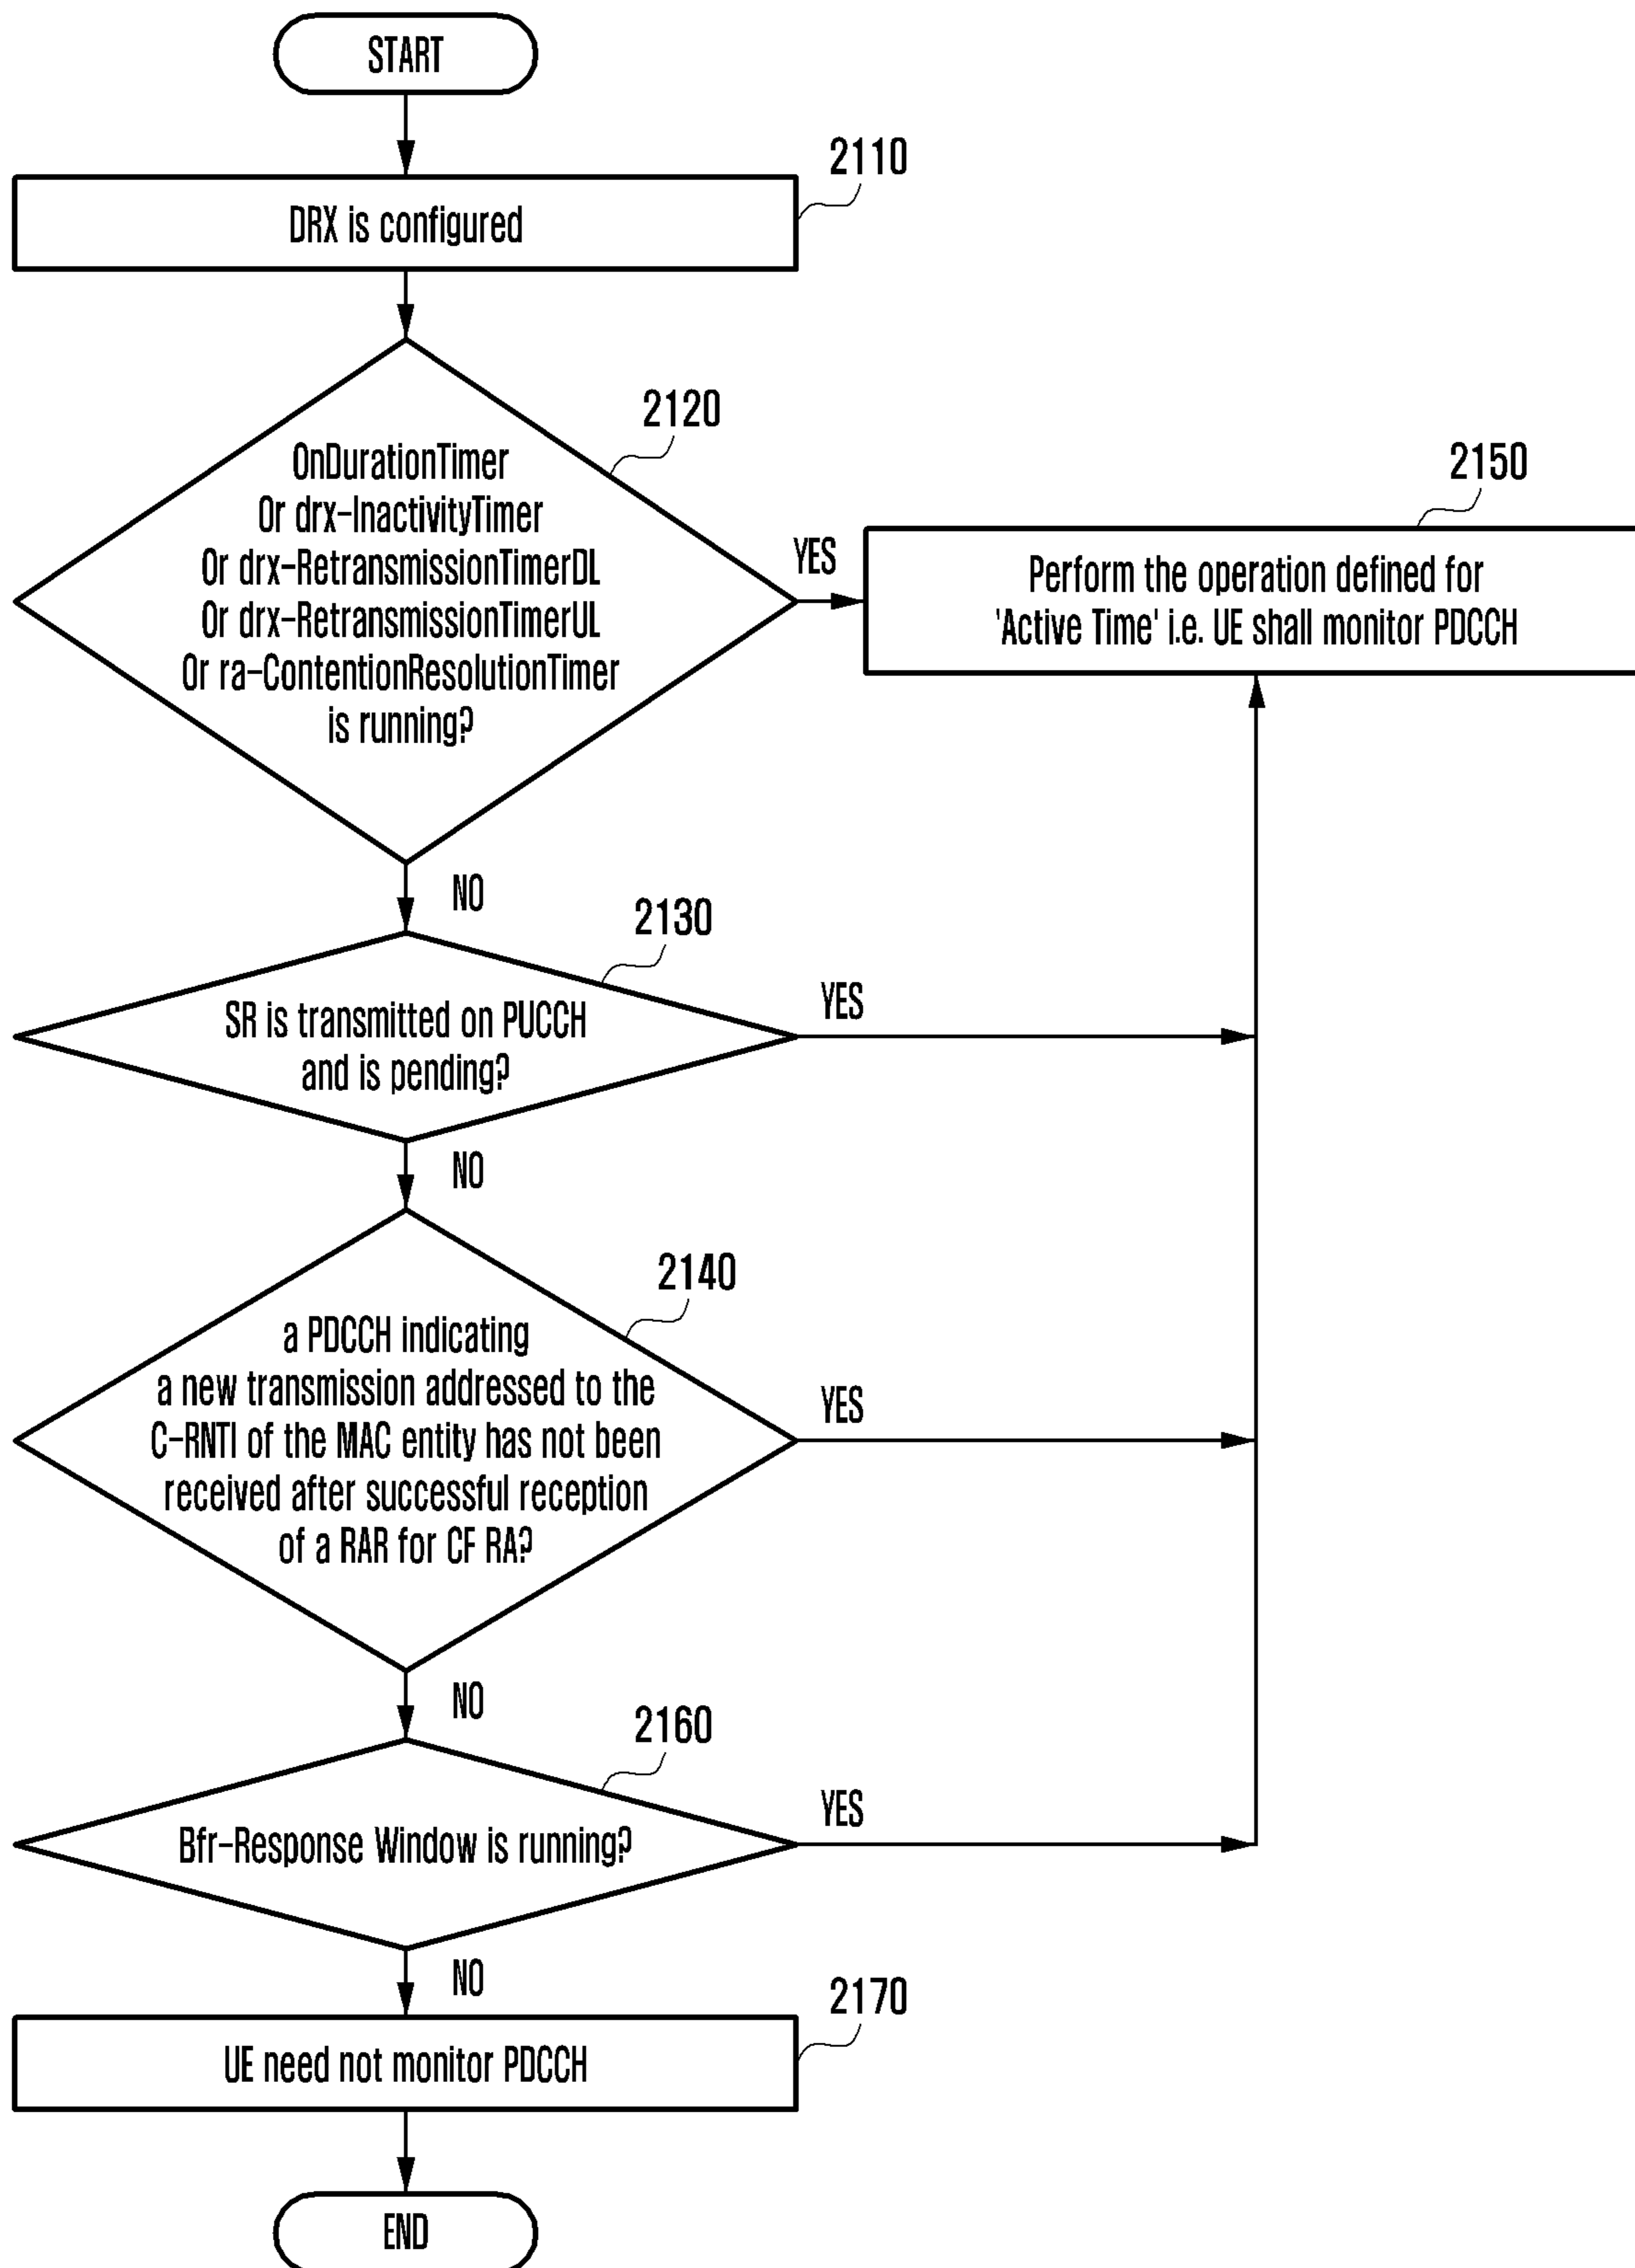 START
2110
DRX is configured
2120
OnDurationTimer
Or drx-InactivityTimer
Or drx-RetransmissionTimerDL
Or drx-RetransmissionTimerUL
Or ra-ContentionResolutionTimer
is running?
YES
2150
Perform the operation defined for
'Active Time' i.e. UE shall monitor PDCCH
NO
2130
SR is transmitted on PUCCH
and is pending?
YES
NO
2140
a PDCCH indicating
a new transmission addressed to the
C-RNTI of the MAC entity has not been
received after successful reception
of a RAR for CF RA?
YES
NO
2160
Bfr-Response Window is running?
YES
NO
2170
UE need not monitor PDCCH
END